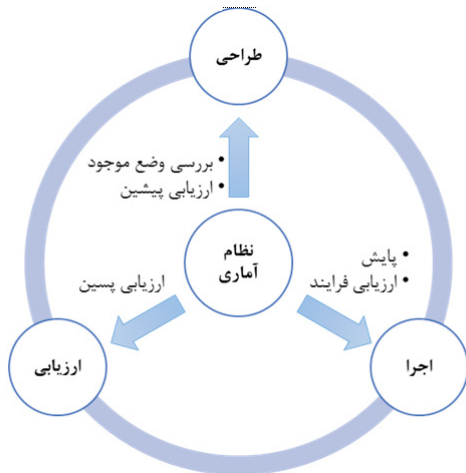 طراحی
• بررسی وضع موجود
• ارزیابی پیشین
نظام
آماری
• پایش
• ارزیابی فرایند
ارزیابی پسین
اجرا
ارزیابی